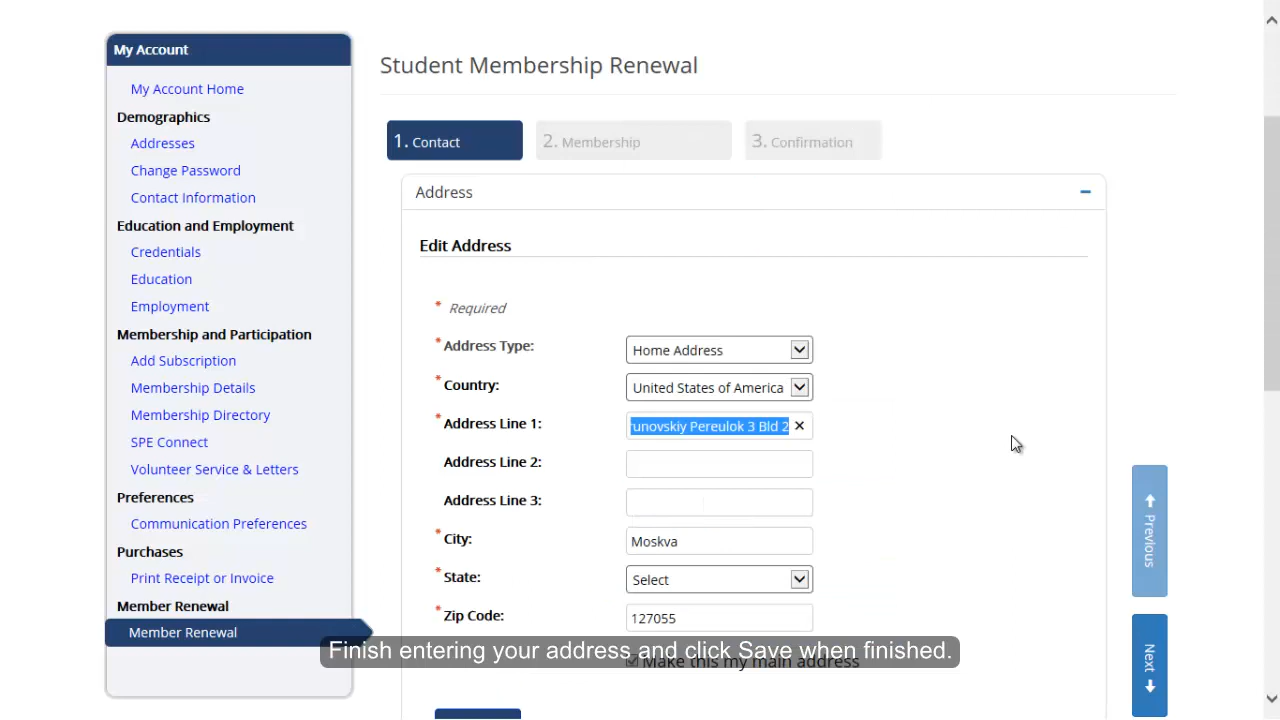 My Account
My Account Home
Demographics
Addresses
Change Password
Contact Information
Education and Employment
Credentials
Education
Employment
Membership and Participation
Add Subscription
Membership Details
Membership Directory
SPE Connect
Volunteer Service & Letters
Preferences
Communication Preferences
Purchases
Print Receipt or Invoice
Member Renewal
Member Renewal
Student Membership Renewal
1. Contact
2. Membership
3. Confirmation
Address
Edit Address
* Required
* Address Type: Home Address
* Country: United States of America
* Address Line 1: runovskiy Pereulok 3 Bld 2
Address Line 2:
Address Line 3:
* City: Moskva
* State: Select
* Zip Code: 127055
Make this my main address
Finish entering your address and click Save when finished.
Previous
Next